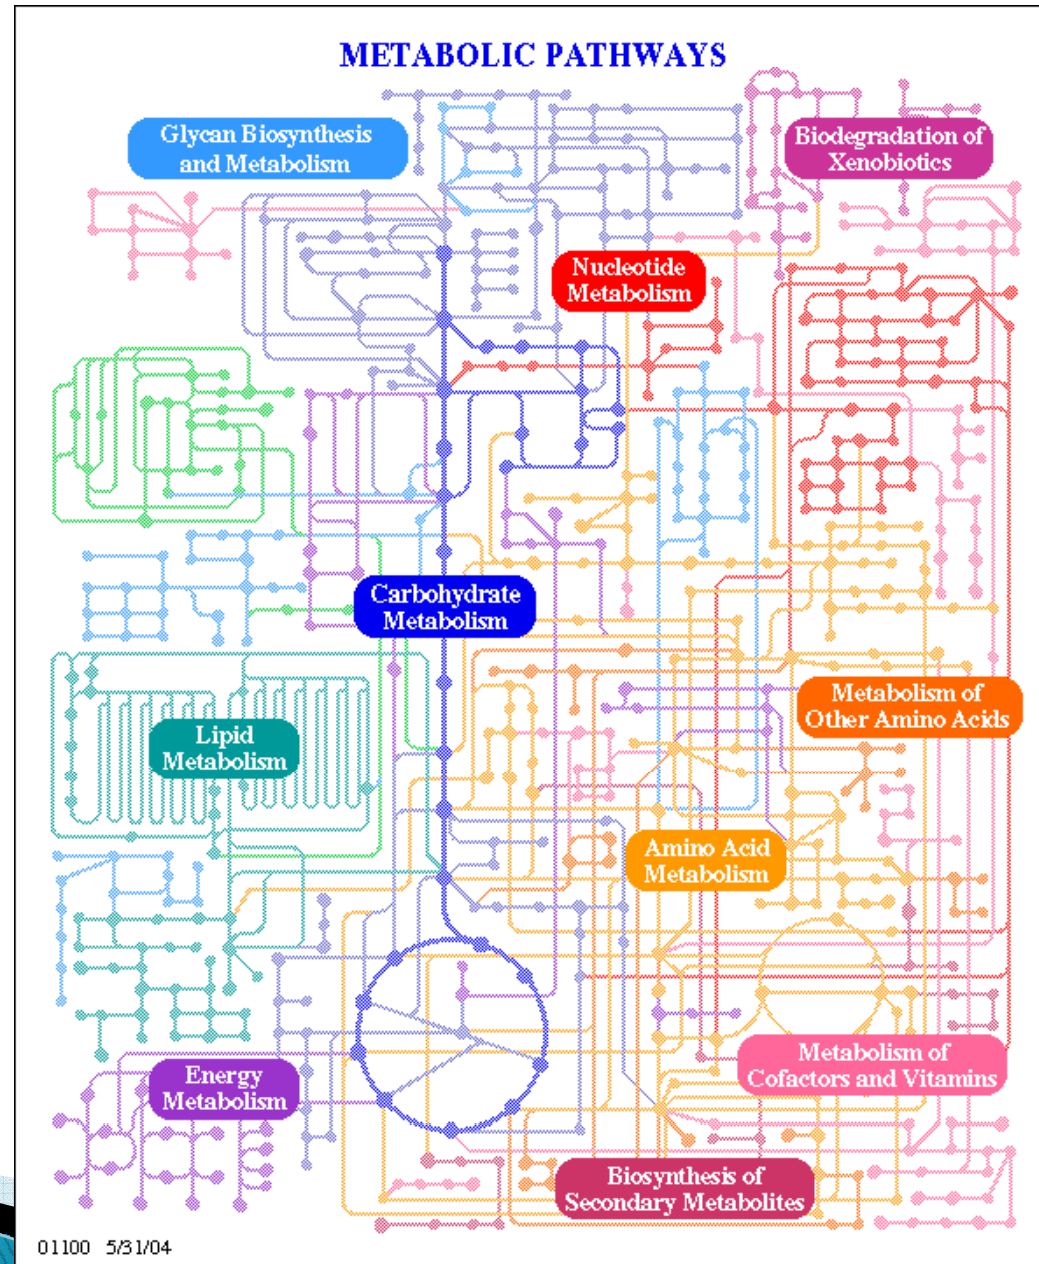 METABOLIC PATHWAYS
Glycan Biosynthesis
and Metabolism
Biodegradation of
Xenobiotics
Nucleotide
Metabolism
Carbohydrate
Metabolism
Metabolism of
Other Amino Acids
Lipid
Metabolism
Amino Acid
Metabolism
Metabolism of
Cofactors and Vitamins
Energy
Metabolism
Biosynthesis of
Secondary Metabolites
01100 5/31/04